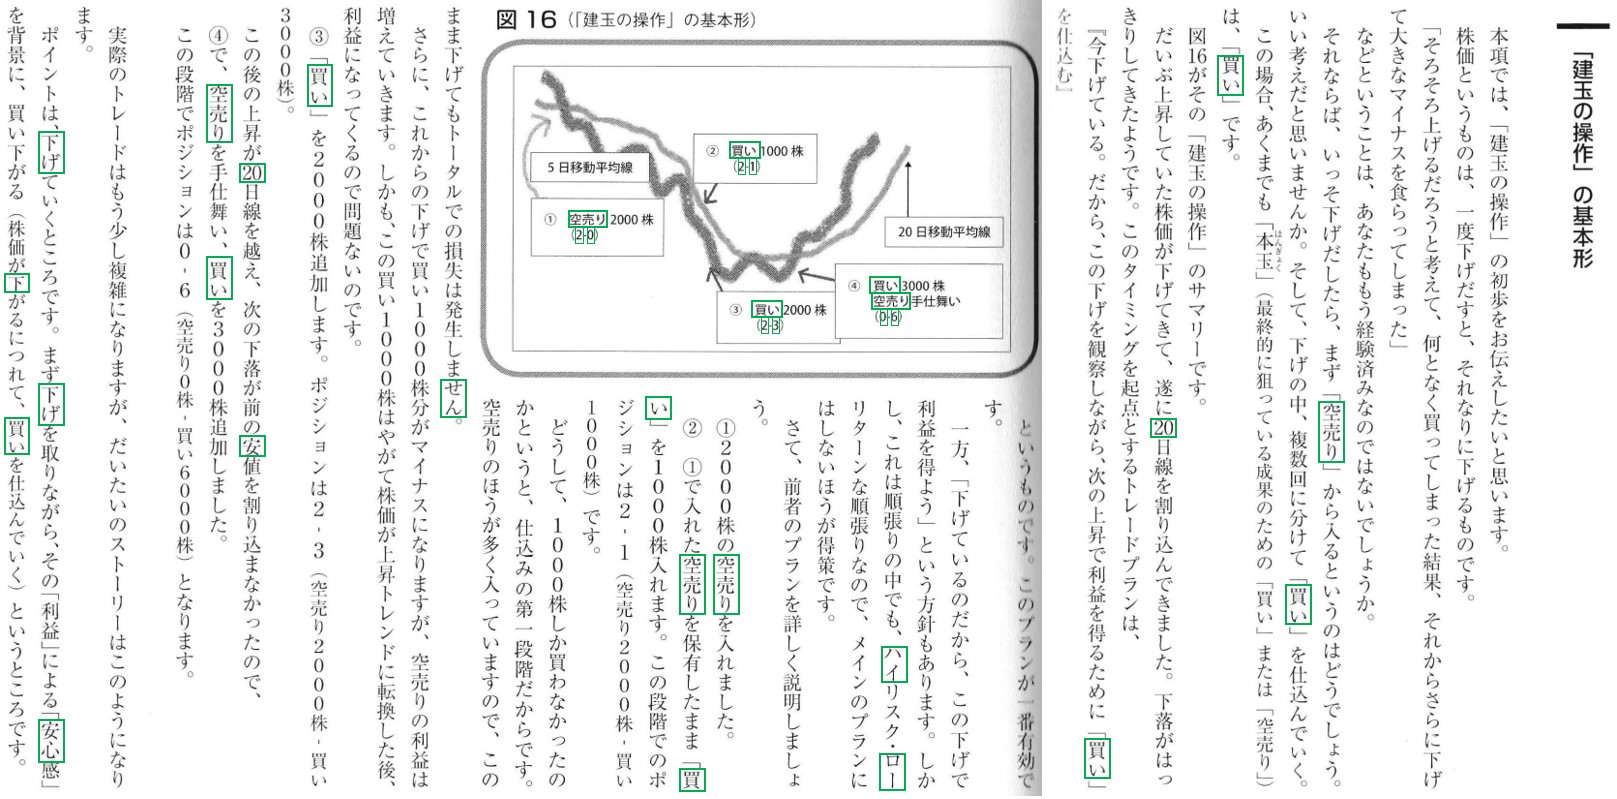 「建玉の操作」の基本形
本項では、「建玉の操作」の初歩をお伝えしたいと思います。
株価というものは、一度下げだすと、それなりに下げるものです。
「そろそろ上げるだろうと考えて、何となく買ってしまった結果、それからさらに下げ
て大きなマイナスを食らってしまった」
などということは、あなたももう経験済みなのではないでしょうか。
それならば、いっそ下げだしたら、まず「空売り」から入るというのはどうでしょう。
いい考えだと思いませんか。そして、下げの中、複数回に分けて「買い」を仕込んでいく。
この場合、あくまでも「本玉」（最終的に狙っている成果のための「買い」または「空売り」）
ほんぎょく
は、「買い」です。
図16がその「建玉の操作」のサマリーです。
だいぶ上昇していた株価が下げてきて、遂に20日線を割り込んできました。下落がはっ
きりしてきたようです。このタイミングを起点とするトレードプランは、
『今下げている。だから、この下げを観察しながら、次の上昇で利益を得るために「買い」
を仕込む』
というものです。このプランが一番有効で
す。
一方、「下げているのだから、この下げで
利益を得よう」という方針もあります。しか
し、これは順張りの中でも、ハイリスク・ロー
リターンな順張りなので、メインのプランに
はしないほうが得策です。
さて、前者のプランを詳しく説明しましょ
う。
①2000株の空売りを入れました。
② ①で入れた空売りを保有したまま「買
い」を1000株入れます。この段階でのポ
ジションは2-1（空売り2000株-買い
1000株）です。
どうして、1000株しか買わなかったの
かというと、仕込みの第一段階だからです。
空売りのほうが多く入っていますので、この
図16（「建玉の操作」の基本形）
5日移動平均線
① 空売り2000株
（2-0）
② 買い1000株
（2-1）
20日移動平均線
③ 買い2000株
（2-3）
④ 買い3000株
空売り手仕舞い
（0-6）
まま下げてもトータルでの損失は発生しません。
さらに、これからの下げで買い1000株分がマイナスになりますが、空売りの利益は
増えていきます。しかも、この買い1000株はやがて株価が上昇トレンドに転換した後、
利益になってくるので問題ないのです。
③「買い」を2000株追加します。ポジションは2-3（空売り2000株-買い
3000株）。
この後の上昇が20日線を越え、次の下落が前の安値を割り込まなかったので、
④で、空売りを手仕舞い、買いを3000株追加しました。
この段階でポジションは0-6（空売り0株-買い6000株）となります。
実際のトレードはもう少し複雑になりますが、だいたいのストーリーはこのようになり
ます。
ポイントは、下げていくところです。まず下げを取りながら、その「利益」による「安心感」
を背景に、買い下がる（株価が下がるにつれて、買いを仕込んでいく）というところです。